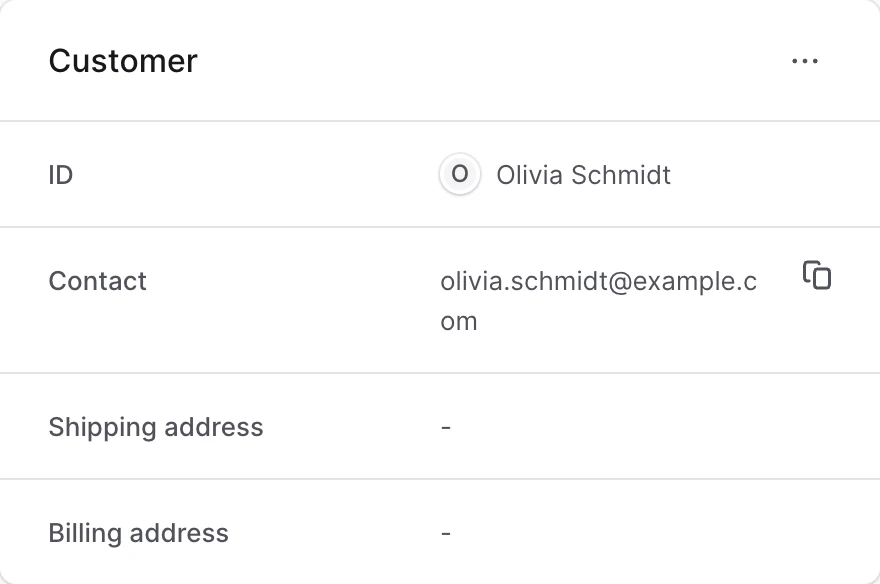 Customer
ID
O Olivia Schmidt
Contact
olivia.schmidt@example.c
om
Shipping address
-
Billing address
-